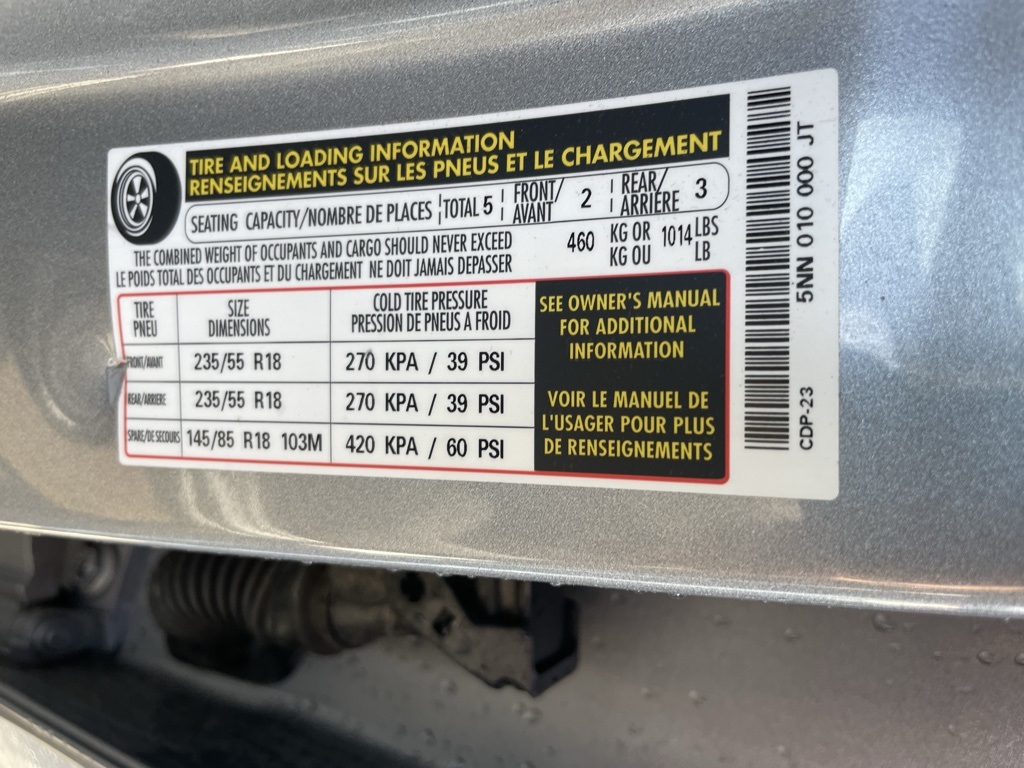 TIRE AND LOADING INFORMATION
RENSEIGNEMENTS SUR LES PNEUS ET LE CHARGEMENT
SEATING CAPACITY/NOMBRE DE PLACES TOTAL 5 FRONT/ AVANT 2 REAR/ ARRIÈRE 3
THE COMBINED WEIGHT OF OCCUPANTS AND CARGO SHOULD NEVER EXCEED
LE POIDS TOTAL DES OCCUPANTS ET DU CHARGEMENT NE DOIT JAMAIS DEPASSER
460 KG OR KG OU 1014 LBS LB
TIRE PNEU SIZE DIMENSIONS COLD TIRE PRESSURE PRESSION DE PNEUS A FROID
FRONT/AVANT 235/55 R18 270 KPA / 39 PSI
REAR/ARRIERE 235/55 R18 270 KPA / 39 PSI
SPARE/DE SECOURS 145/85 R18 103M 420 KPA / 60 PSI
SEE OWNER'S MANUAL
FOR ADDITIONAL
INFORMATION
VOIR LE MANUEL DE
L'USAGER POUR PLUS
DE RENSEIGNEMENTS
5NN 010 000 JT
CDP-23